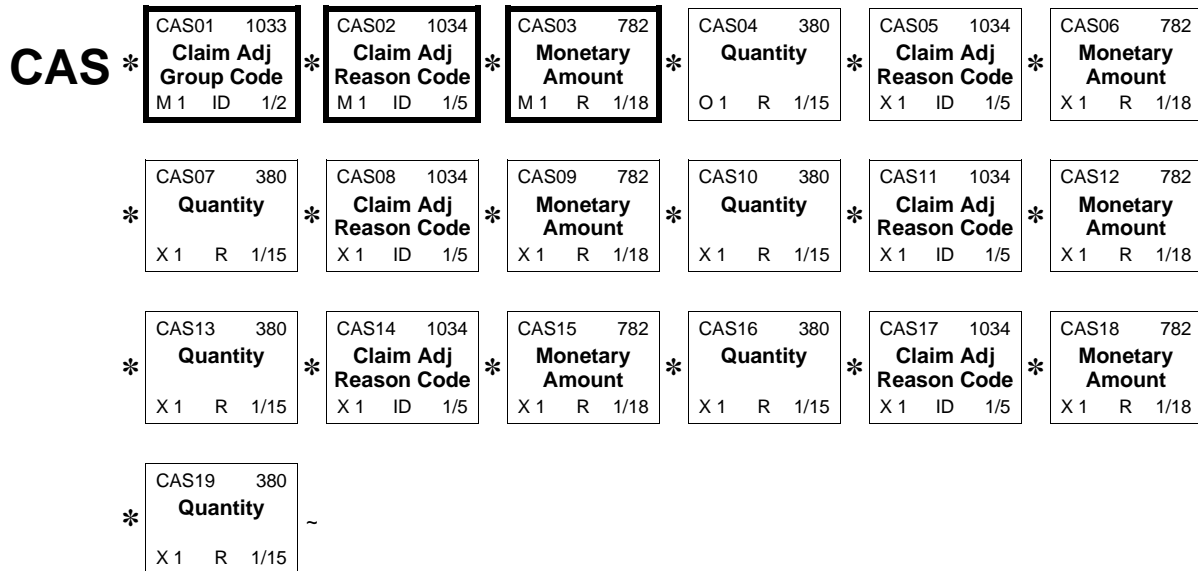 CAS * CAS01 1033 CAS02 1034 CAS03 782 CAS04 380 CAS05 1034 CAS06 782
Claim Adj * Claim Adj * Monetary * Quantity * Claim Adj * Monetary
Group Code Reason Code Amount Reason Code Amount
M 1 ID 1/2 M 1 ID 1/5 M 1 R 1/18 O 1 R 1/15 X 1 ID 1/5 X 1 R 1/18
CAS07 380 CAS08 1034 CAS09 782 CAS10 380 CAS11 1034 CAS12 782
* Quantity * Claim Adj * Monetary * Quantity * Claim Adj * Monetary
Reason Code Amount Reason Code Amount
X 1 R 1/15 X 1 ID 1/5 X 1 R 1/18 X 1 R 1/15 X 1 ID 1/5 X 1 R 1/18
CAS13 380 CAS14 1034 CAS15 782 CAS16 380 CAS17 1034 CAS18 782
* Quantity * Claim Adj * Monetary * Quantity * Claim Adj * Monetary
Reason Code Amount Reason Code Amount
X 1 R 1/15 X 1 ID 1/5 X 1 R 1/18 X 1 R 1/15 X 1 ID 1/5 X 1 R 1/18
CAS19 380
* Quantity ~
X 1 R 1/15